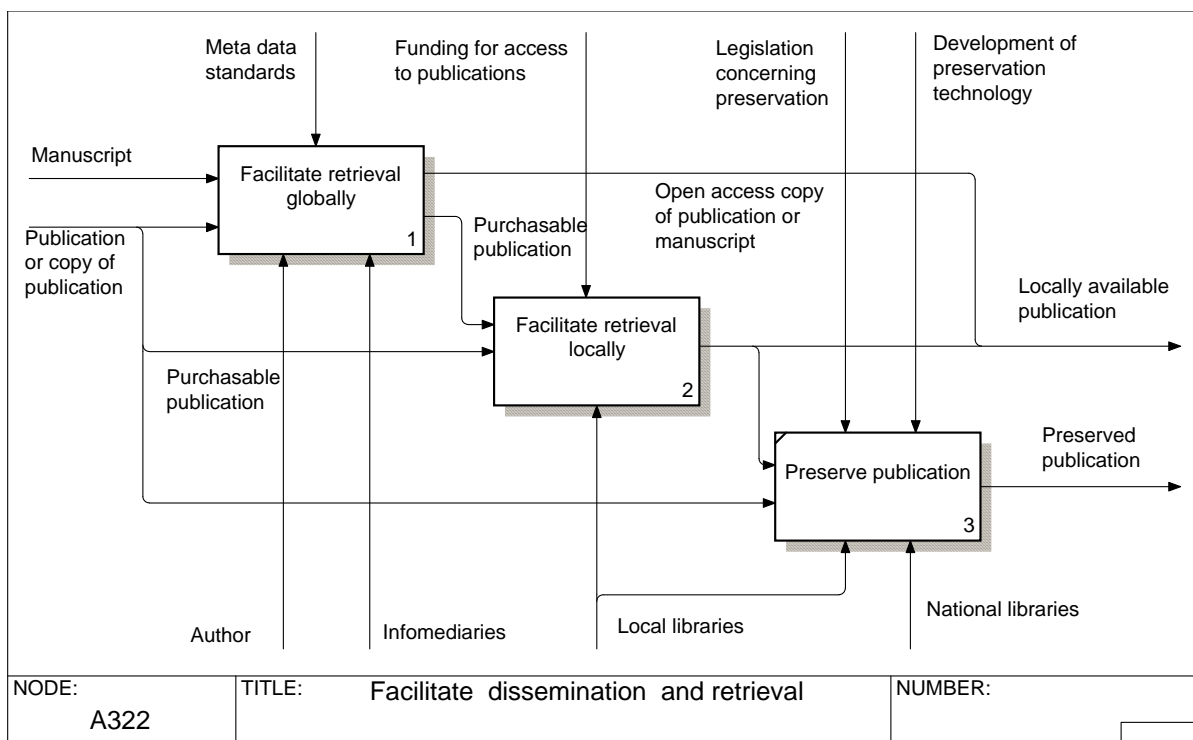 Meta data
standards
Funding for access
to publications
Legislation
concerning
preservation
Development of
preservation
technology
Manuscript
Facilitate retrieval
globally
1
Publication
or copy of
publication
Purchasable
publication
Open access copy
of publication or
manuscript
Facilitate retrieval
locally
2
Locally available
publication
Purchasable
publication
Preserve publication
3
Preserved
publication
Author
Infomediaries
Local libraries
National libraries
NODE:
A322
TITLE:
Facilitate dissemination and retrieval
NUMBER: